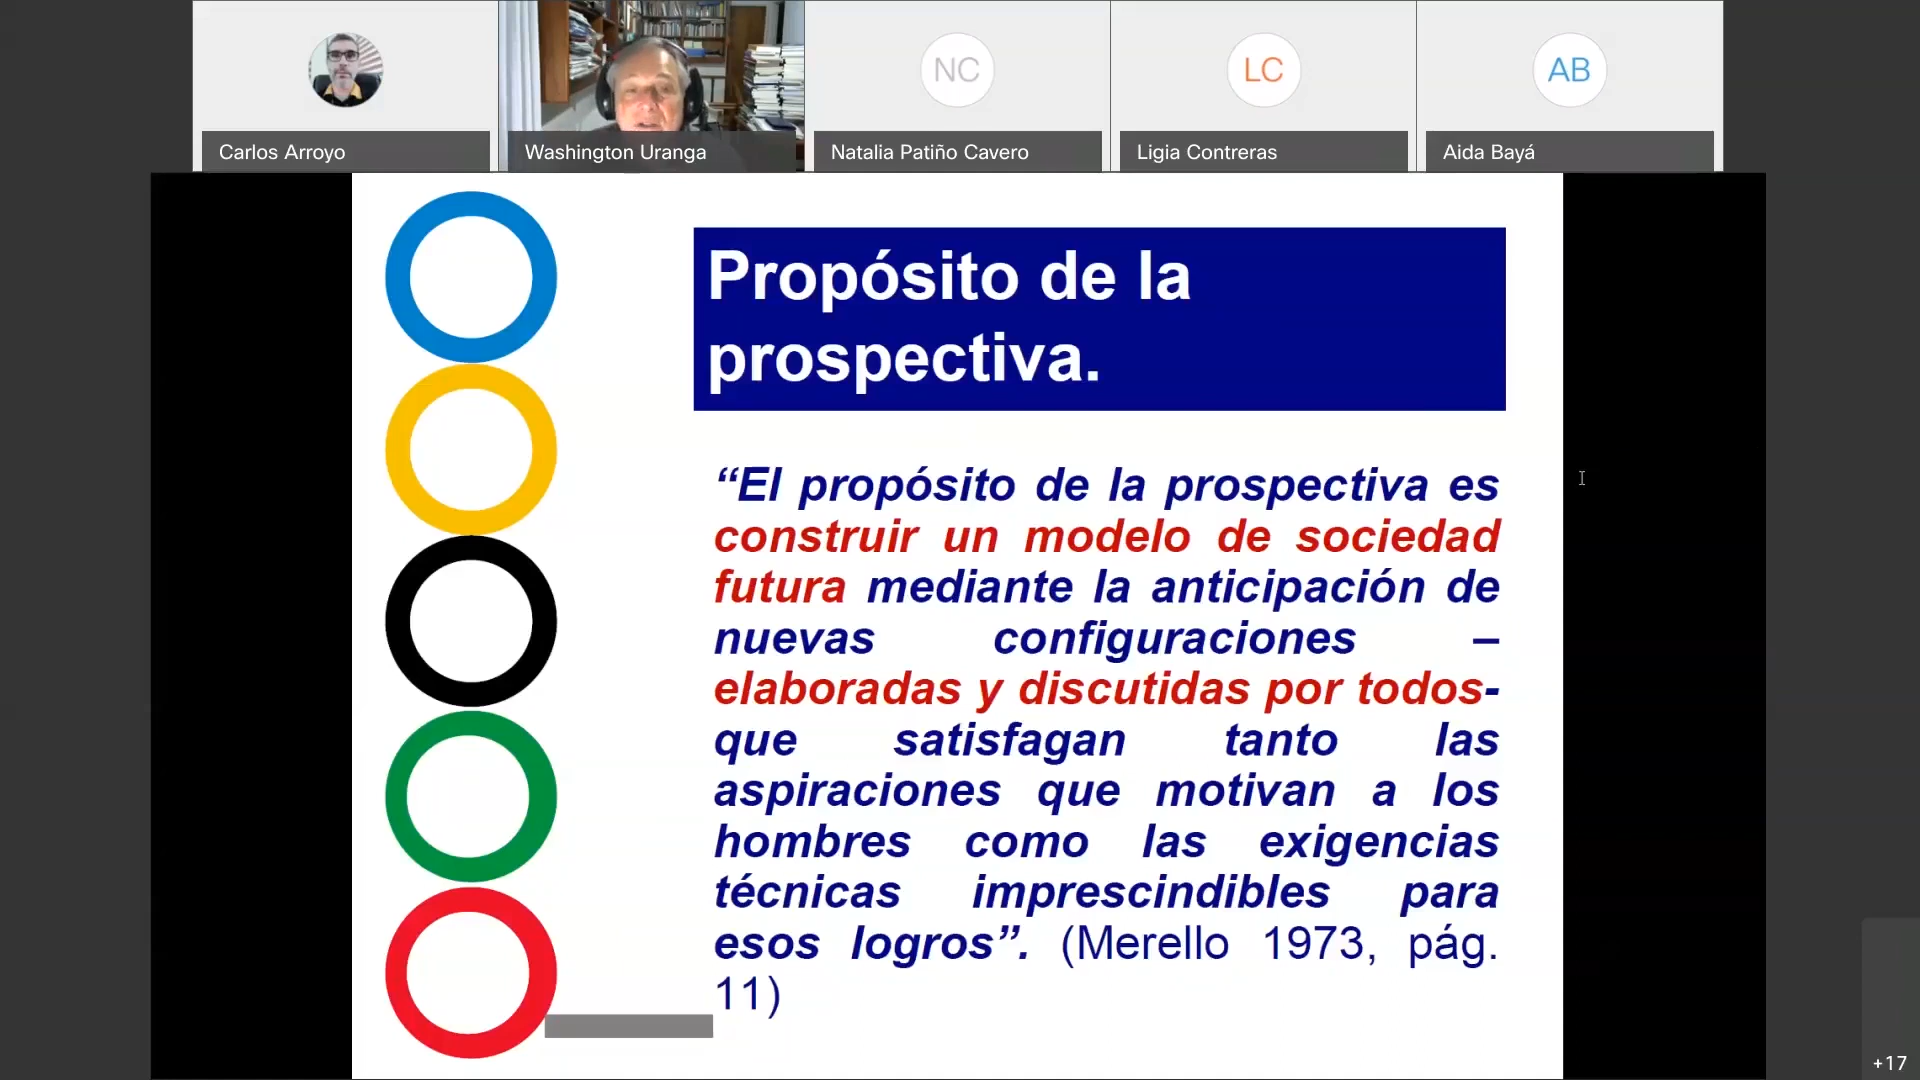 NC
LC
AB
Carlos Arroyo
Washington Uranga
Natalia Patiño Cavero
Ligia Contreras
Aida Bayá
Propósito de la
prospectiva.
“El propósito de la prospectiva es
construir un modelo de sociedad
futura mediante la anticipación de
nuevas configuraciones –
elaboradas y discutidas por todos-
que satisfagan tanto las
aspiraciones que motivan a los
hombres como las exigencias
técnicas imprescindibles para
esos logros”. (Merello 1973, pág.
11)
+17